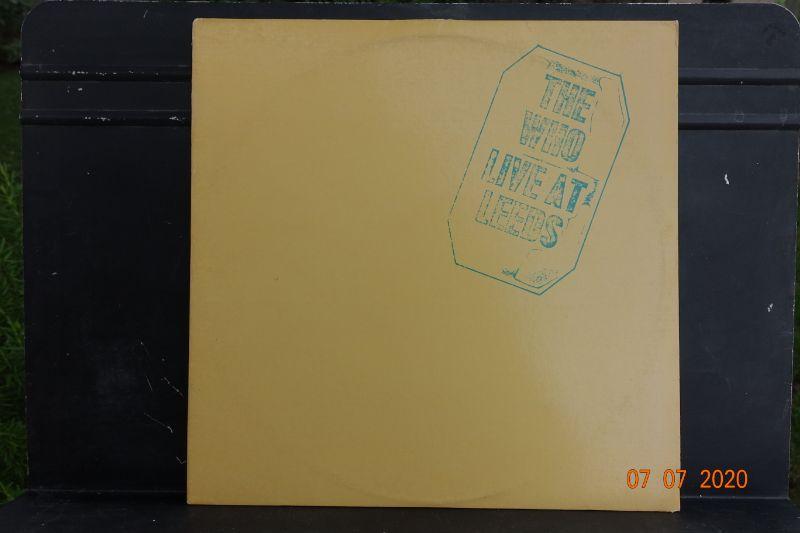 THE
WHO
LIVE AT
LEEDS
07 07 2020